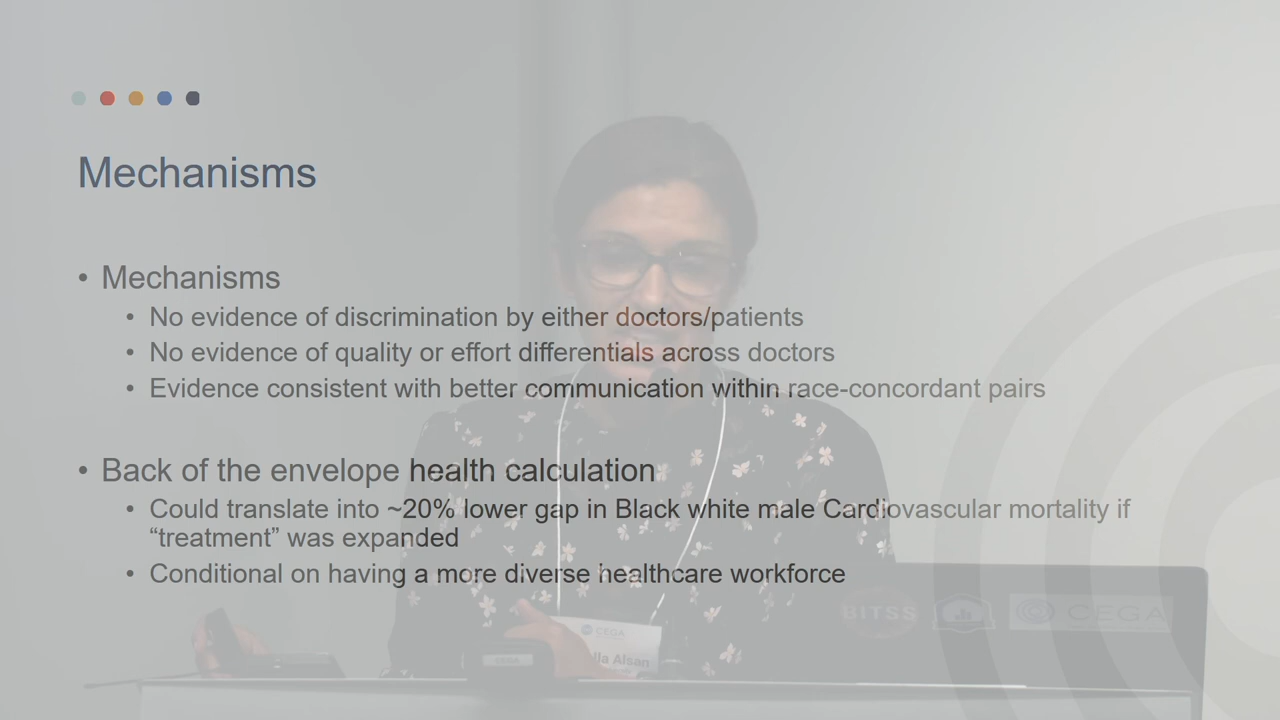 Mechanisms
• Mechanisms
• No evidence of discrimination by either doctors/patients
• No evidence of quality or effort differentials across doctors
• Evidence consistent with better communication within race-concordant pairs
• Back of the envelope health calculation
• Could translate into ~20% lower gap in Black white male Cardiovascular mortality if
“treatment” was expanded
• Conditional on having a more diverse healthcare workforce
BITSS
CEGA
CEGA
Alsan
CEGA